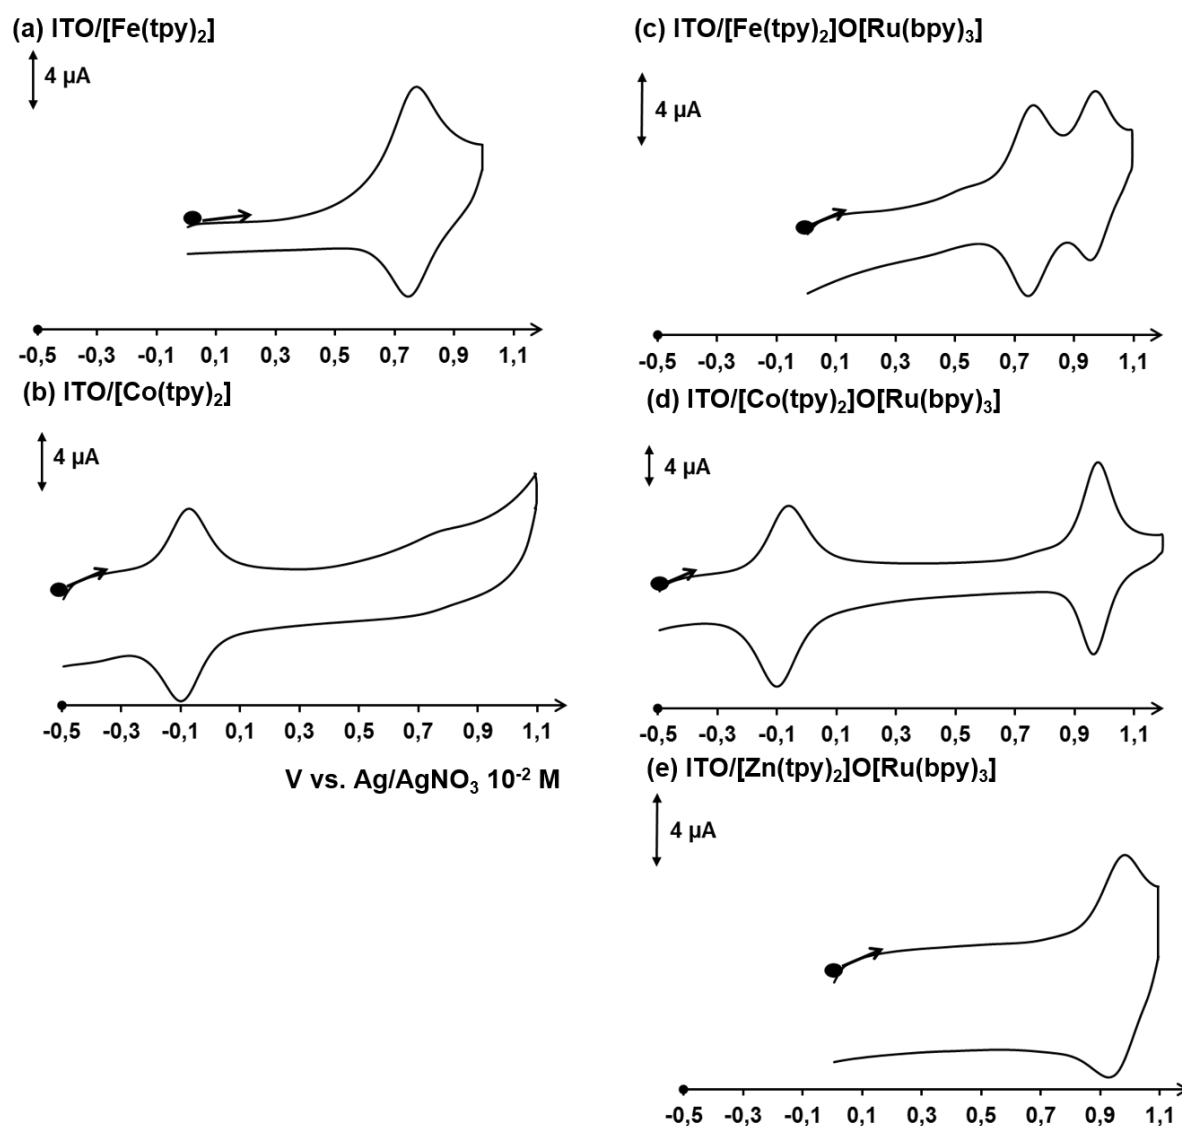 (a) ITO/[Fe(tpy)₂]
4 µA
-0,5 -0,3 -0,1 0,1 0,3 0,5 0,7 0,9 1,1
(b) ITO/[Co(tpy)₂]
4 µA
-0,5 -0,3 -0,1 0,1 0,3 0,5 0,7 0,9 1,1
V vs. Ag/AgNO₃ 10⁻² M
(c) ITO/[Fe(tpy)₂]O[Ru(bpy)₃]
4 µA
-0,5 -0,3 -0,1 0,1 0,3 0,5 0,7 0,9 1,1
(d) ITO/[Co(tpy)₂]O[Ru(bpy)₃]
4 µA
-0,5 -0,3 -0,1 0,1 0,3 0,5 0,7 0,9 1,1
(e) ITO/[Zn(tpy)₂]O[Ru(bpy)₃]
4 µA
-0,5 -0,3 -0,1 0,1 0,3 0,5 0,7 0,9 1,1